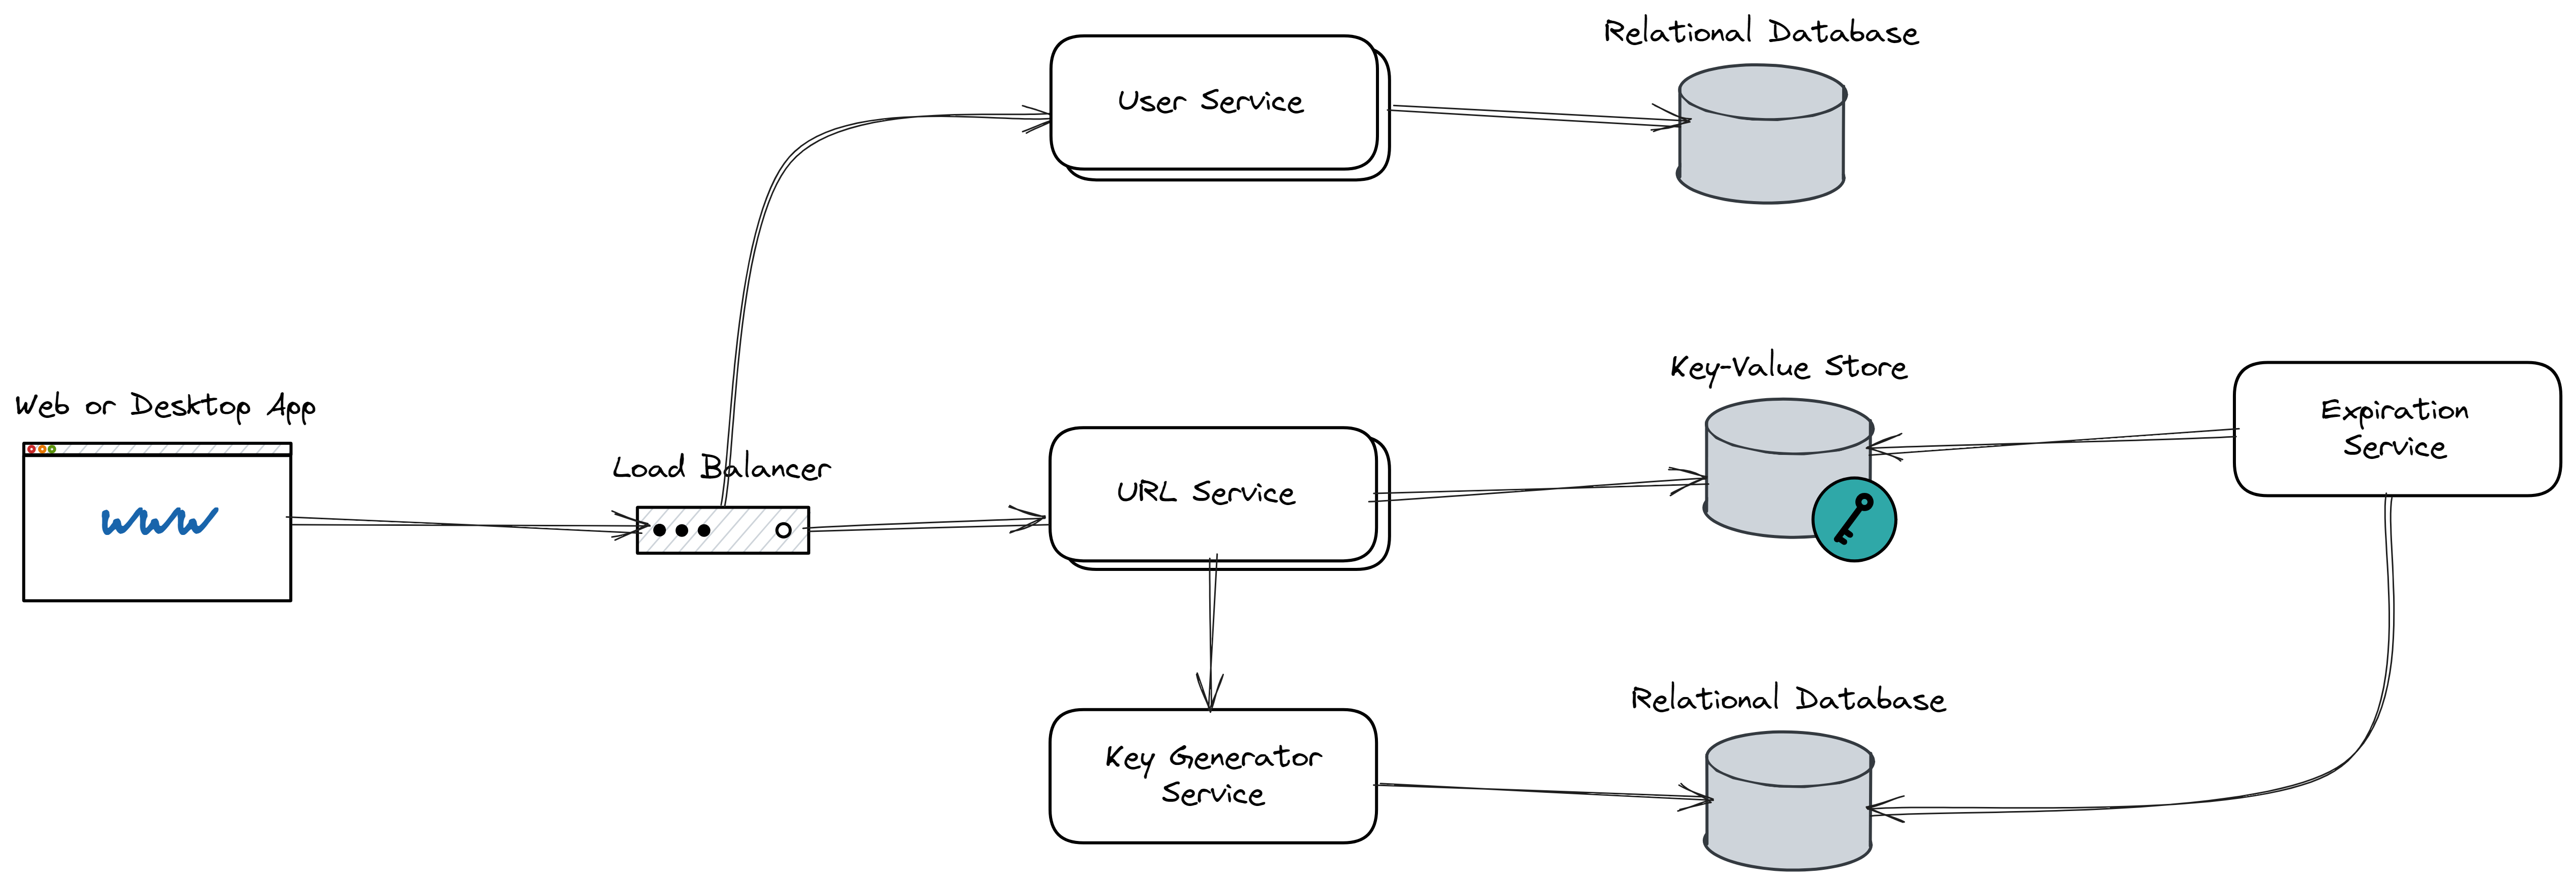 Relational Database
User Service
Key-Value Store
Web or Desktop App
Expiration
Service
Load Balancer
URL Service
www
Relational Database
Key Generator
Service